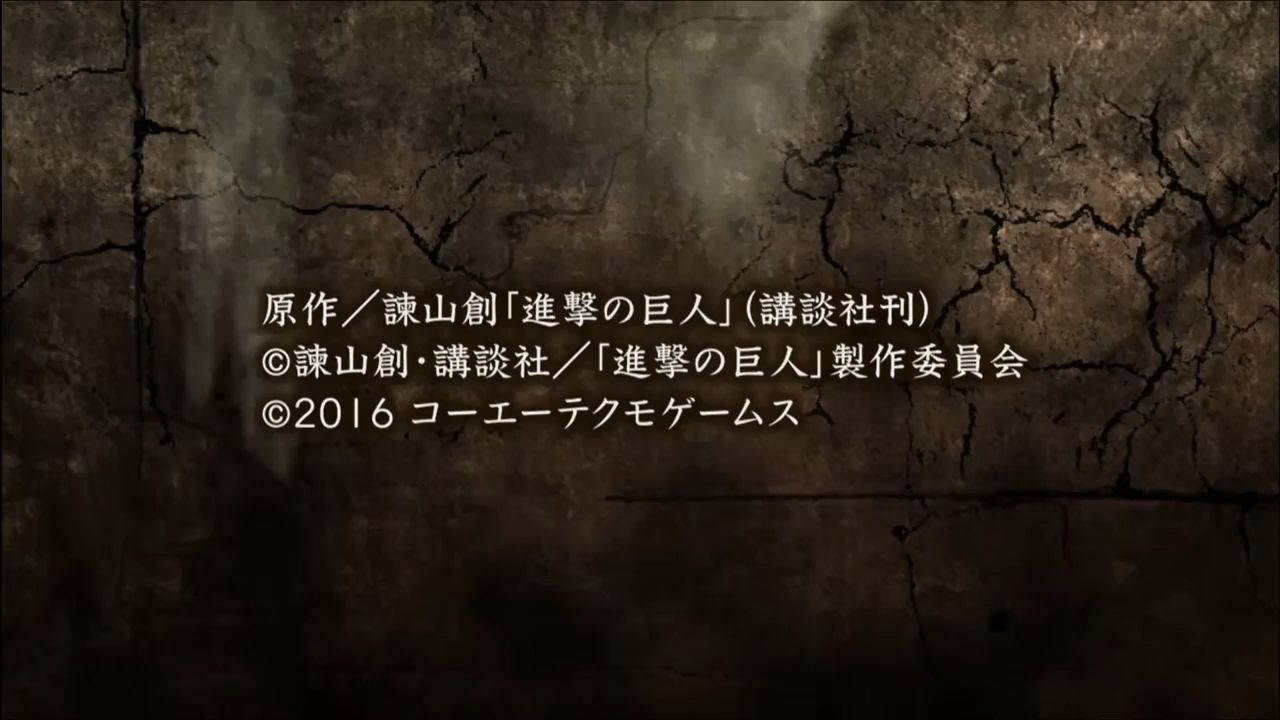 原作／諫山創「進撃の巨人」(講談社刊)
©諫山創・講談社／「進撃の巨人」製作委員会
©2016 コーエーテクモゲームス